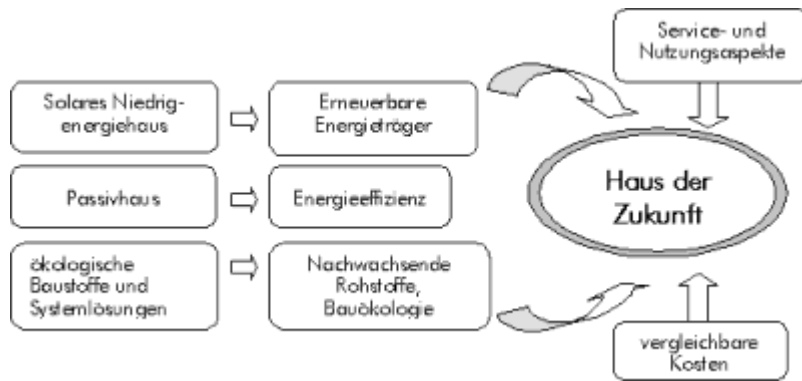 Service- und
Nutzungsaspekte
Solares Niedrig-
energiehaus
Erneuerbare
Energieträger
Haus der
Zukunft
Passivhaus
Energieeffizienz
ökologische
Baustoffe und
Systemlösungen
Nachwachsende
Rohstoffe,
Bauökologie
vergleichbare
Kosten